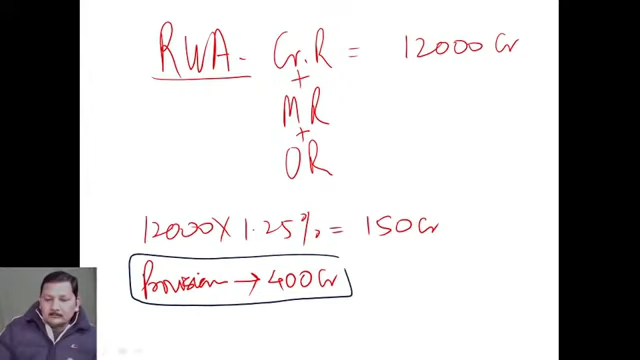 RWA - Cr.R = 12000 Cr
+
MR
+
OR
12000 X 1.25% = 150 Cr
Provision → 400 Cr